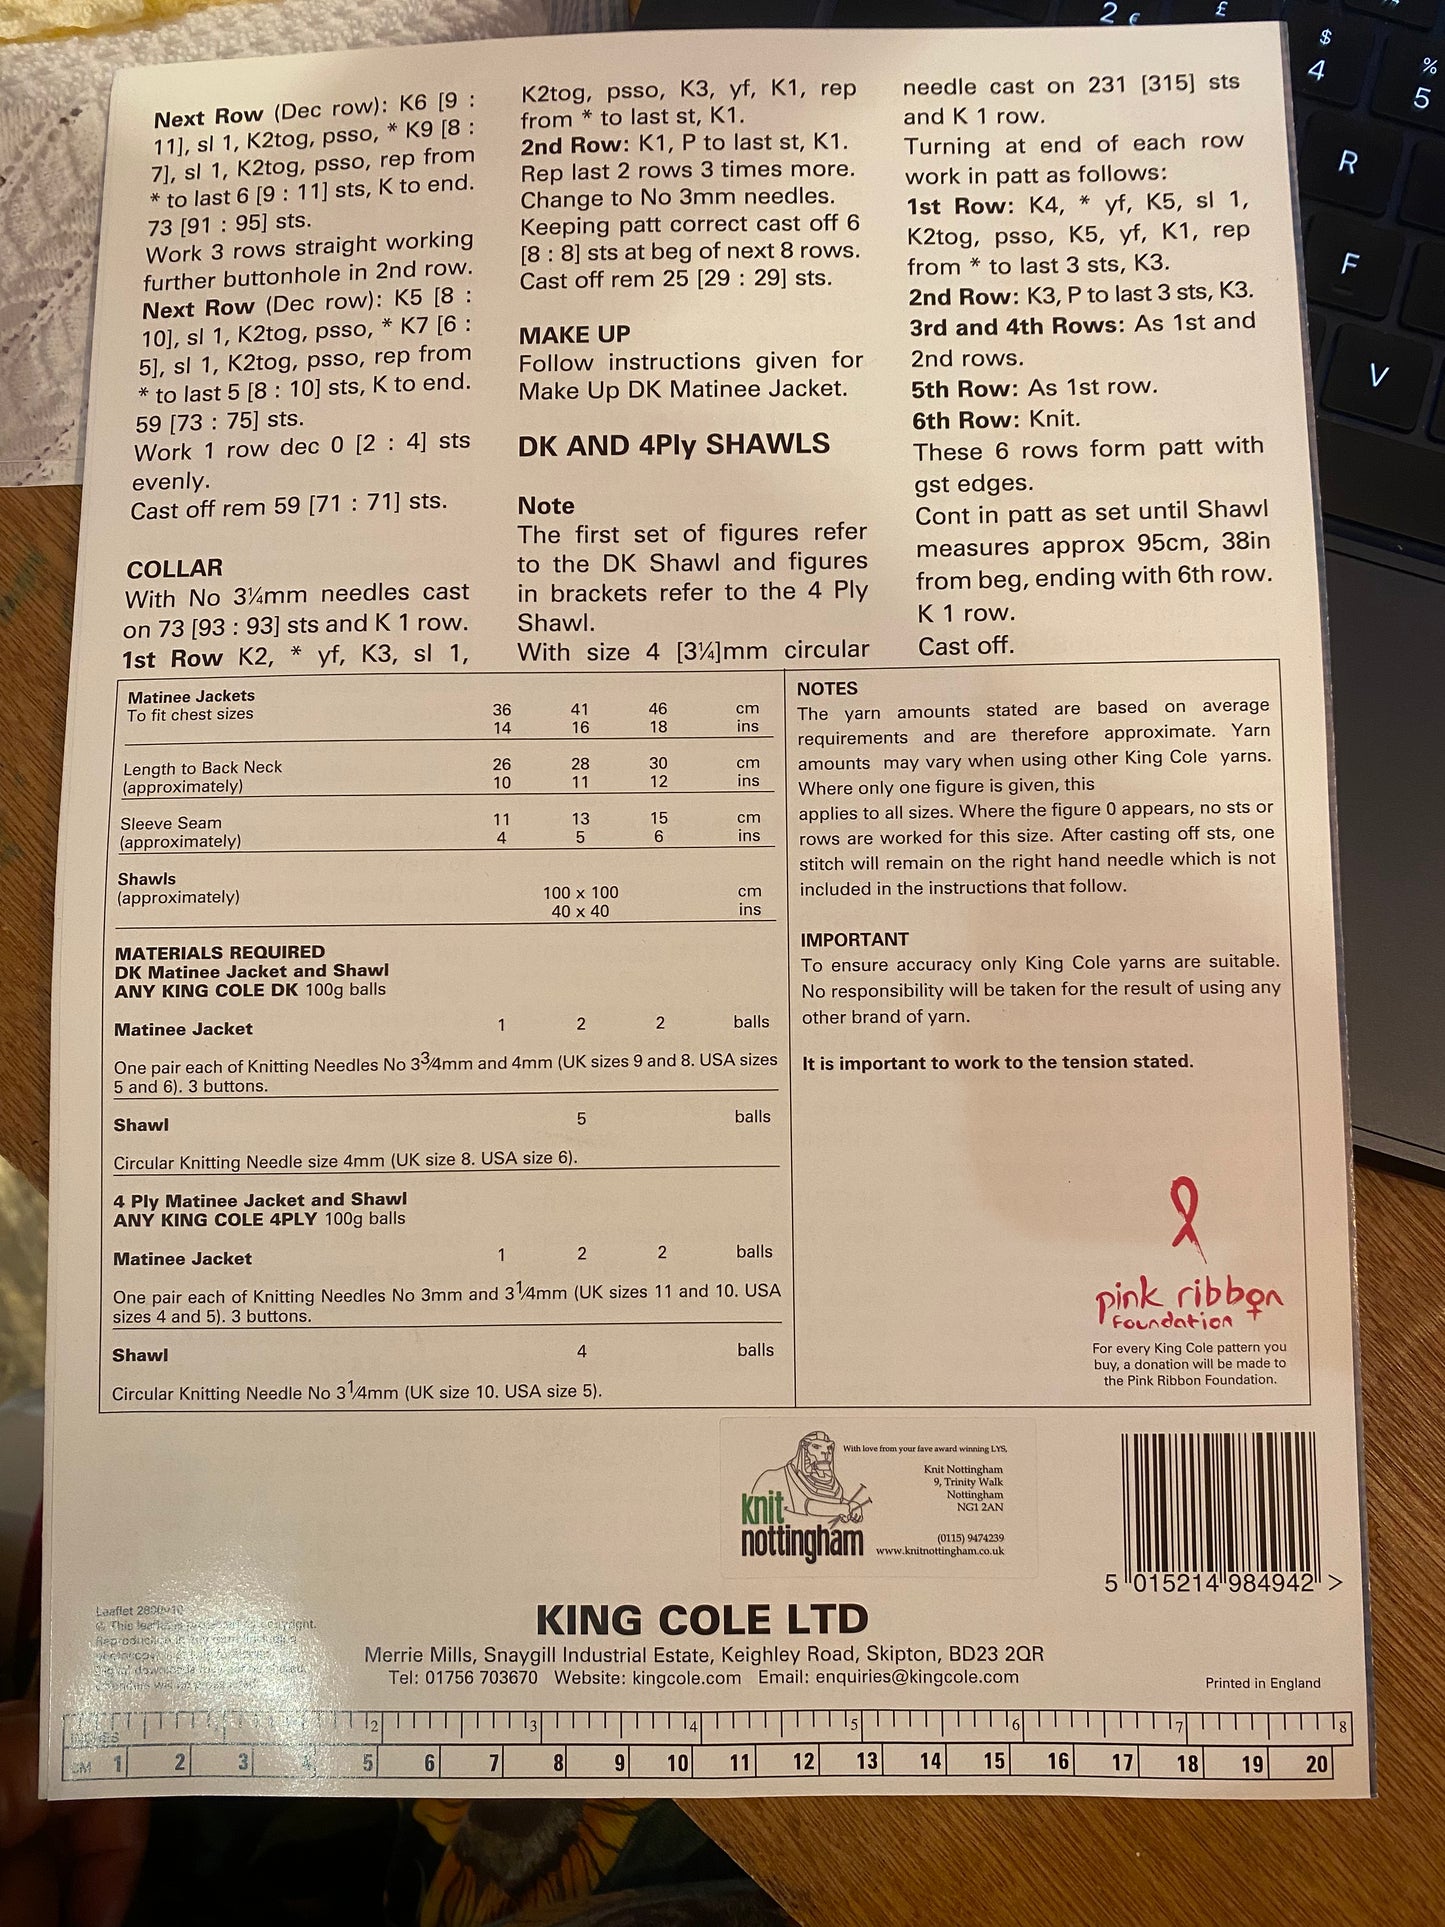 Next Row (Dec row): K6 [9 :
11], sl 1, K2tog, psso, * K9 [8 :
7], sl 1, K2tog, psso, rep from
* to last 6 [9 : 11] sts, K to end.
73 [91 : 95] sts.
Work 3 rows straight working
further buttonhole in 2nd row.
Next Row (Dec row): K5 [8 :
10], sl 1, K2tog, psso, * K7 [6 :
5], sl 1, K2tog, psso, rep from
* to last 5 [8 : 10] sts, K to end.
59 [73 : 75] sts.
Work 1 row dec 0 [2 : 4] sts
evenly.
Cast off rem 59 [71 : 71] sts.
COLLAR
With No 3¼mm needles cast
on 73 [93 : 93] sts and K 1 row.
1st Row K2, * yf, K3, sl 1,
K2tog, psso, K3, yf, K1, rep
from * to last st, K1.
2nd Row: K1, P to last st, K1.
Rep last 2 rows 3 times more.
Change to No 3mm needles.
Keeping patt correct cast off 6
[8 : 8] sts at beg of next 8 rows.
Cast off rem 25 [29 : 29] sts.
MAKE UP
Follow instructions given for
Make Up DK Matinee Jacket.
DK AND 4Ply SHAWLS
Note
The first set of figures refer
to the DK Shawl and figures
in brackets refer to the 4 Ply
Shawl.
With size 4 [3¼]mm circular
needle cast on 231 [315] sts
and K 1 row.
Turning at end of each row
work in patt as follows:
1st Row: K4, * yf, K5, sl 1,
K2tog, psso, K5, yf, K1, rep
from * to last 3 sts, K3.
2nd Row: K3, P to last 3 sts, K3.
3rd and 4th Rows: As 1st and
2nd rows.
5th Row: As 1st row.
6th Row: Knit.
These 6 rows form patt with
gst edges.
Cont in patt as set until Shawl
measures approx 95cm, 38in
from beg, ending with 6th row.
K 1 row.
Cast off.
Matinee Jackets
To fit chest sizes 36 41 46 cm
14 16 18 ins
Length to Back Neck 26 28 30 cm
(approximately) 10 11 12 ins
Sleeve Seam 11 13 15 cm
(approximately) 4 5 6 ins
Shawls
(approximately) 100 x 100 cm
40 x 40 ins
MATERIALS REQUIRED
DK Matinee Jacket and Shawl
ANY KING COLE DK 100g balls
Matinee Jacket 1 2 2 balls
One pair each of Knitting Needles No 3¾mm and 4mm (UK sizes 9 and 8. USA sizes
5 and 6). 3 buttons.
Shawl 5 balls
Circular Knitting Needle size 4mm (UK size 8. USA size 6).
4 Ply Matinee Jacket and Shawl
ANY KING COLE 4PLY 100g balls
Matinee Jacket 1 2 2 balls
One pair each of Knitting Needles No 3mm and 3¼mm (UK sizes 11 and 10. USA
sizes 4 and 5). 3 buttons.
Shawl 4 balls
Circular Knitting Needle No 3¼mm (UK size 10. USA size 5).
NOTES
The yarn amounts stated are based on average
requirements and are therefore approximate. Yarn
amounts may vary when using other King Cole yarns.
Where only one figure is given, this
applies to all sizes. Where the figure 0 appears, no sts or
rows are worked for this size. After casting off sts, one
stitch will remain on the right hand needle which is not
included in the instructions that follow.
IMPORTANT
To ensure accuracy only King Cole yarns are suitable.
No responsibility will be taken for the result of using any
other brand of yarn.
It is important to work to the tension stated.
pink ribbon
foundation
For every King Cole pattern you
buy, a donation will be made to
the Pink Ribbon Foundation.
knit
nottingham
With love from your fave award winning LYS,
Knit Nottingham
9, Trinity Walk
Nottingham
NG1 2AN
(0115) 9474239
www.knitnottingham.co.uk
5 015214 984942 >
Leaflet
© This
KING COLE LTD
Merrie Mills, Snaygill Industrial Estate, Keighley Road, Skipton, BD23 2QR
Tel: 01756 703670 Website: kingcole.com Email: enquiries@kingcole.com
Printed in England
INCHES 2 3 4 5 6 7 8
CM 1 2 3 4 5 6 7 8 9 10 11 12 13 14 15 16 17 18 19 20
2 €
£
$
4
%
5
R
F
V